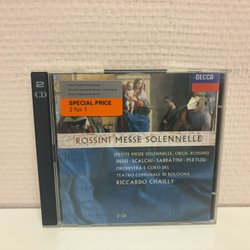 2
CD
SPECIAL PRICE
2 for 1
DECCA
ROSSINI MESSE SOLENNELLE
(PETITE MESSE SOLENNELLE, ORCH. ROSSINI)
DESSÌ · SCALCHI · SABBATINI · PERTUSI
ORCHESTRA E CORO DEL
TEATRO COMUNALE DI BOLOGNA
RICCARDO CHAILLY
2 CD